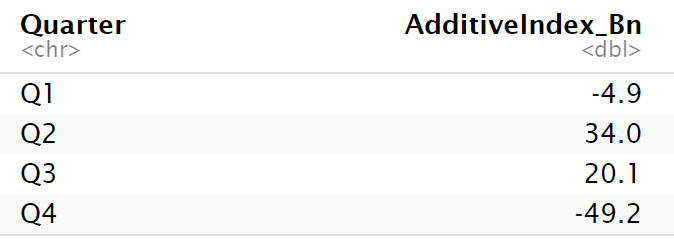 Quarter AdditiveIndex_Bn
<chr> <dbl>
Q1 -4.9
Q2 34.0
Q3 20.1
Q4 -49.2